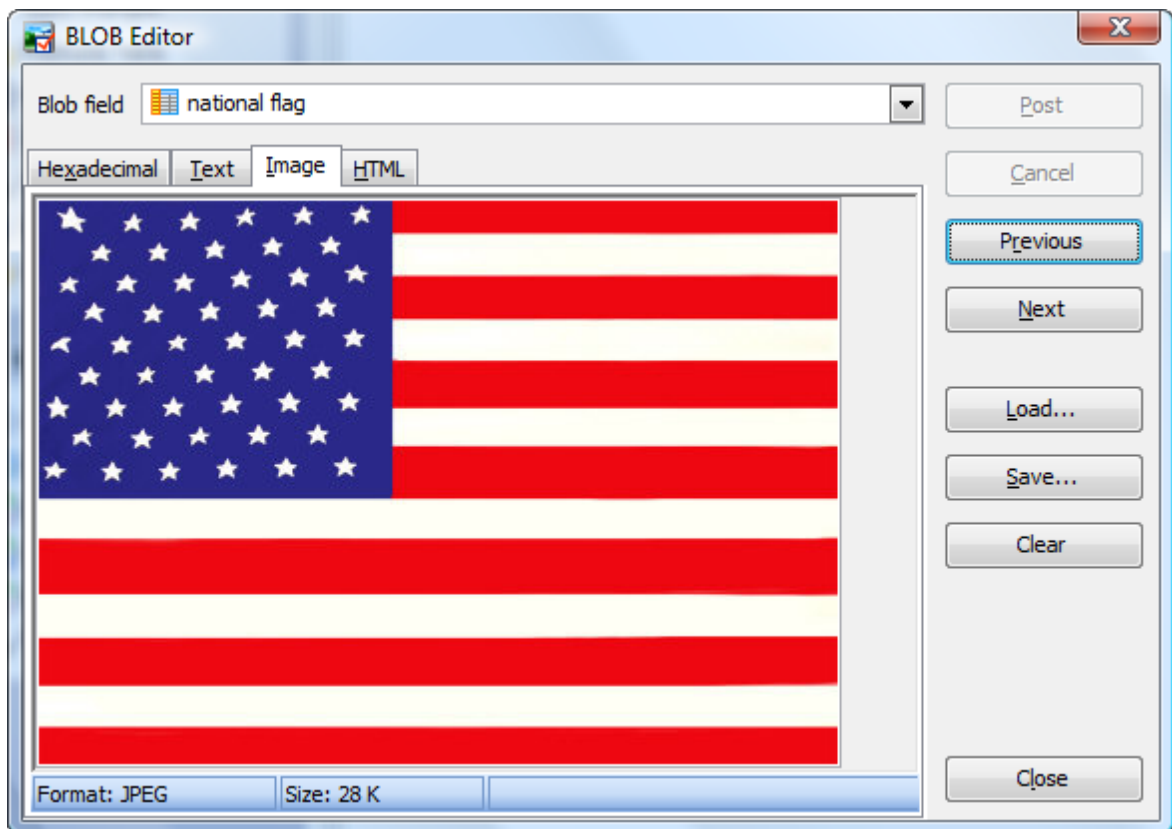 BLOB Editor
Blob field national flag
Post
Hexadecimal Text Image HTML
Cancel
Previous
Next
Load...
Save...
Clear
Close
Format: JPEG Size: 28 K